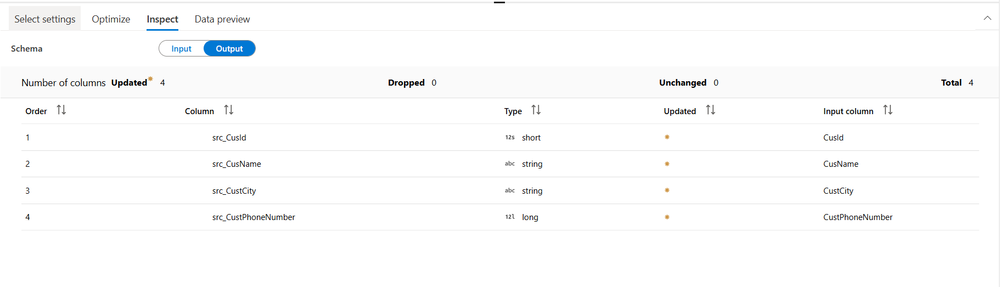 Select settings Optimize Inspect Data preview
Schema Input Output
Number of columns Updated* 4 Dropped 0 Unchanged 0 Total 4
Order Column Type Updated Input column
1 src_CusId 12s short * CusId
2 src_CusName abc string * CusName
3 src_CustCity abc string * CustCity
4 src_CustPhoneNumber 12l long * CustPhoneNumber